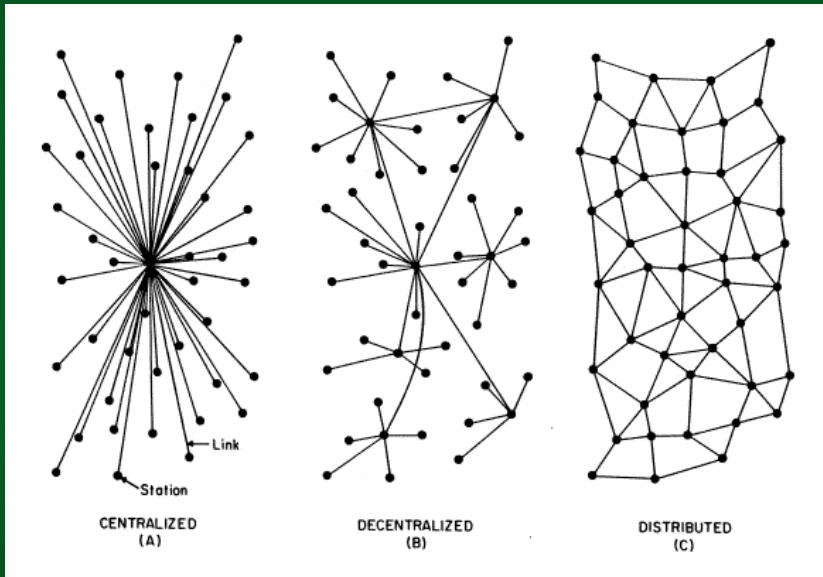 Link
Station
CENTRALIZED
(A)
DECENTRALIZED
(B)
DISTRIBUTED
(C)